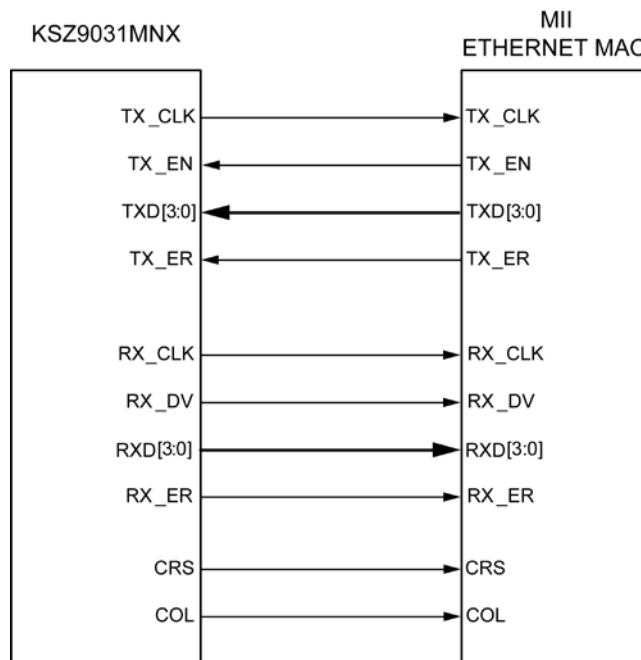 KSZ9031MNX
MII
ETHERNET MAC
TX_CLK
TX_CLK
TX_EN
TX_EN
TXD[3:0]
TXD[3:0]
TX_ER
TX_ER
RX_CLK
RX_CLK
RX_DV
RX_DV
RXD[3:0]
RXD[3:0]
RX_ER
RX_ER
CRS
CRS
COL
COL